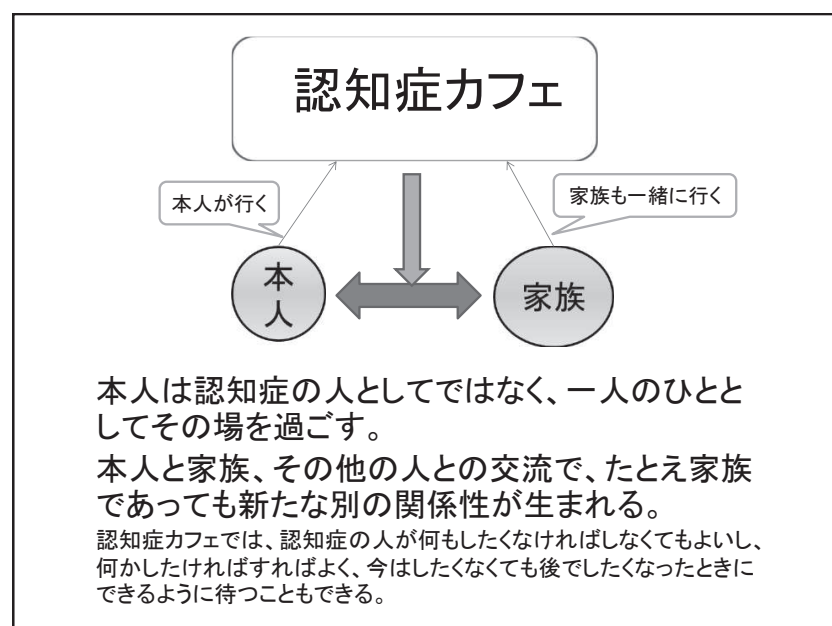 認知症カフェ
本人が行く
家族も一緒に行く
本
人
家族
本人は認知症の人としてではなく、一人のひとと
してその場を過ごす。
本人と家族、その他の人との交流で、たとえ家族
であっても新たな別の関係性が生まれる。
認知症カフェでは、認知症の人が何もしたくなければしなくてもよいし、
何かしたければすればよく、今はしたくなくても後でしたくなったときに
できるように待つこともできる。